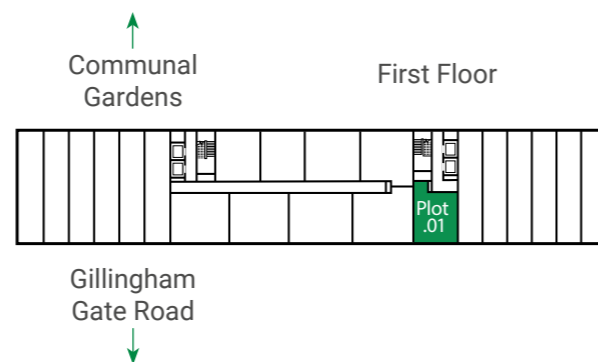 Communal
Gardens
First Floor
Plot
.01
Gillingham
Gate Road